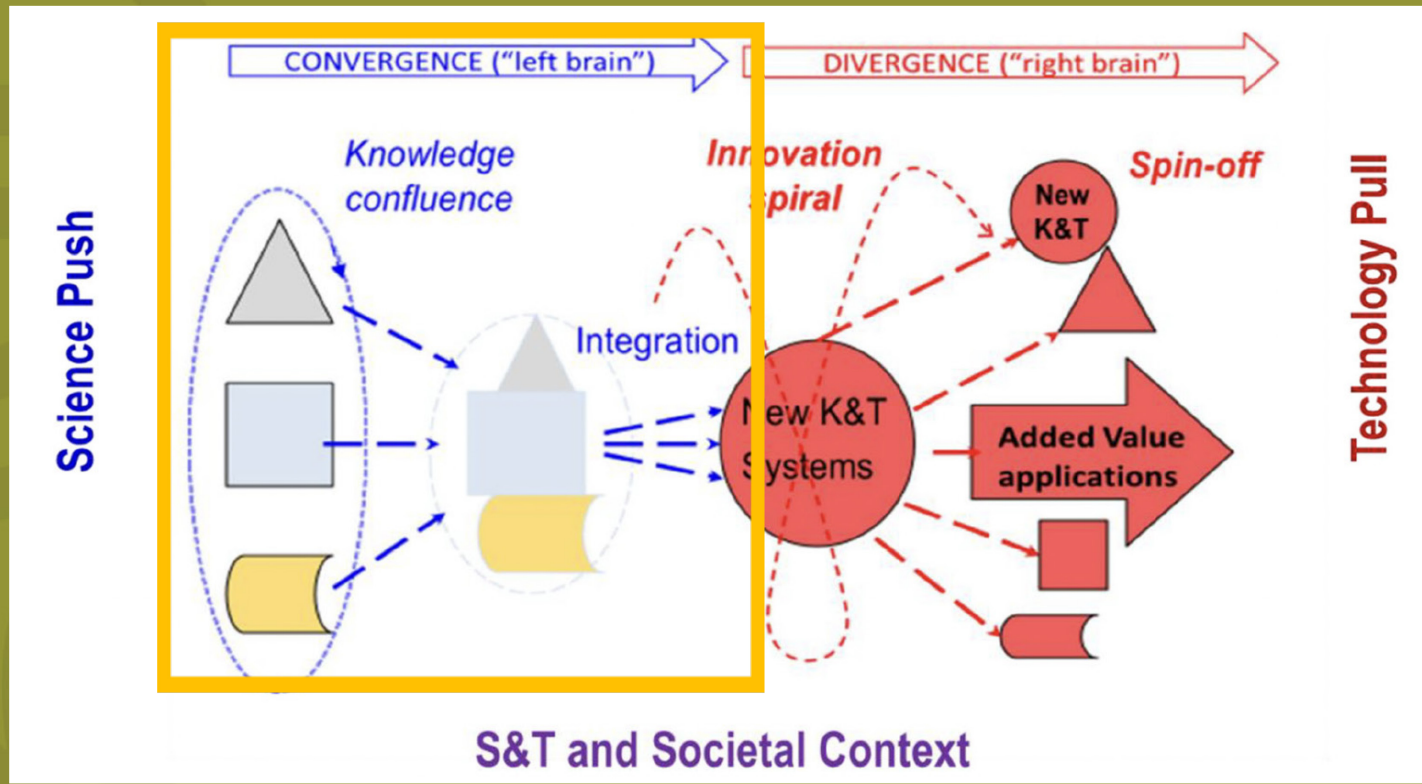 CONVERGENCE ("left brain")
DIVERGENCE ("right brain")
Knowledge
confluence
Innovation
spiral
Spin-off
New
K&T
Science Push
Technology Pull
Integration
New K&T
Systems
Added Value
applications
S&T and Societal Context